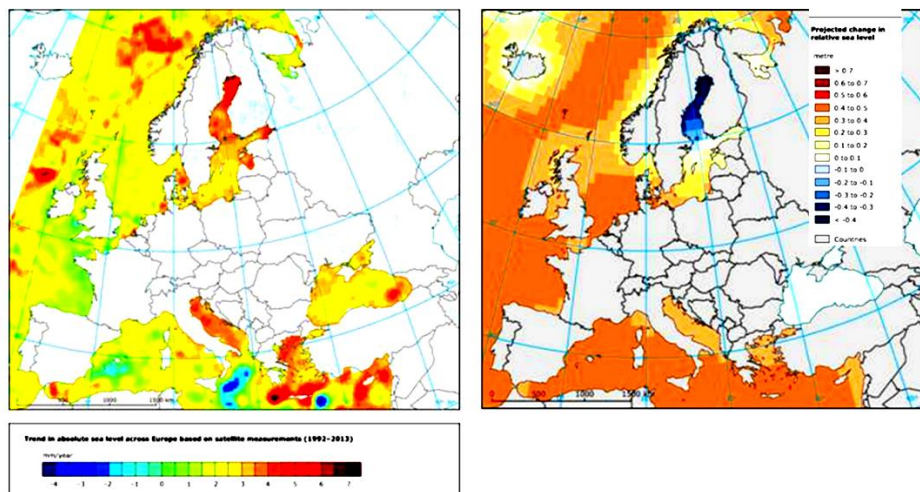 Projected change in
relative sea level
metre
> 0.7
0.6 to 0.7
0.5 to 0.6
0.4 to 0.5
0.3 to 0.4
0.2 to 0.3
0.1 to 0.2
0 to 0.1
-0.1 to 0
-0.2 to -0.1
-0.3 to -0.2
-0.4 to -0.3
< -0.4
Countries
500 1000 1500 km
0 500 1000 1500 km
Trend in absolute sea level across Europe based on satellite measurements (1992–2013)
mm/year
-4 -3 -2 -1 0 1 2 3 4 5 6 7